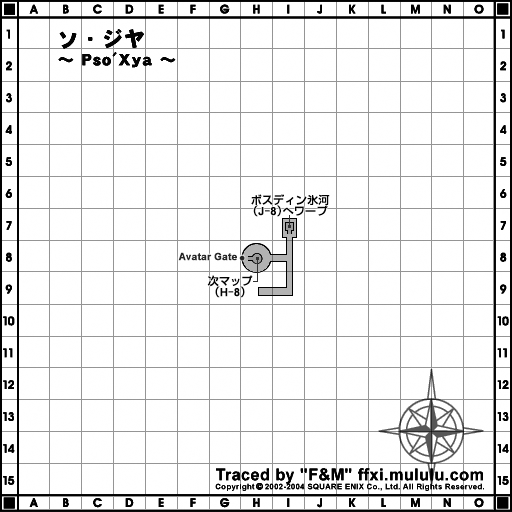 A B C D E F G H I J K L M N O
1
2
3
4
5
6
7
8
9
10
11
12
13
14
15
ソ・ジヤ
~ Pso'Xya ~
ボスディン氷河
(J-8)へワープ
Avatar Gate
次マップ
(H-8)
1
2
3
4
5
6
7
8
9
10
11
12
13
14
15
Traced by "F&M" ffxi.mululu.com
Copyright © 2002-2004 SQUARE ENIX Co., Ltd. All Rights Reserved.
A B C D E F G H I J K L M N O